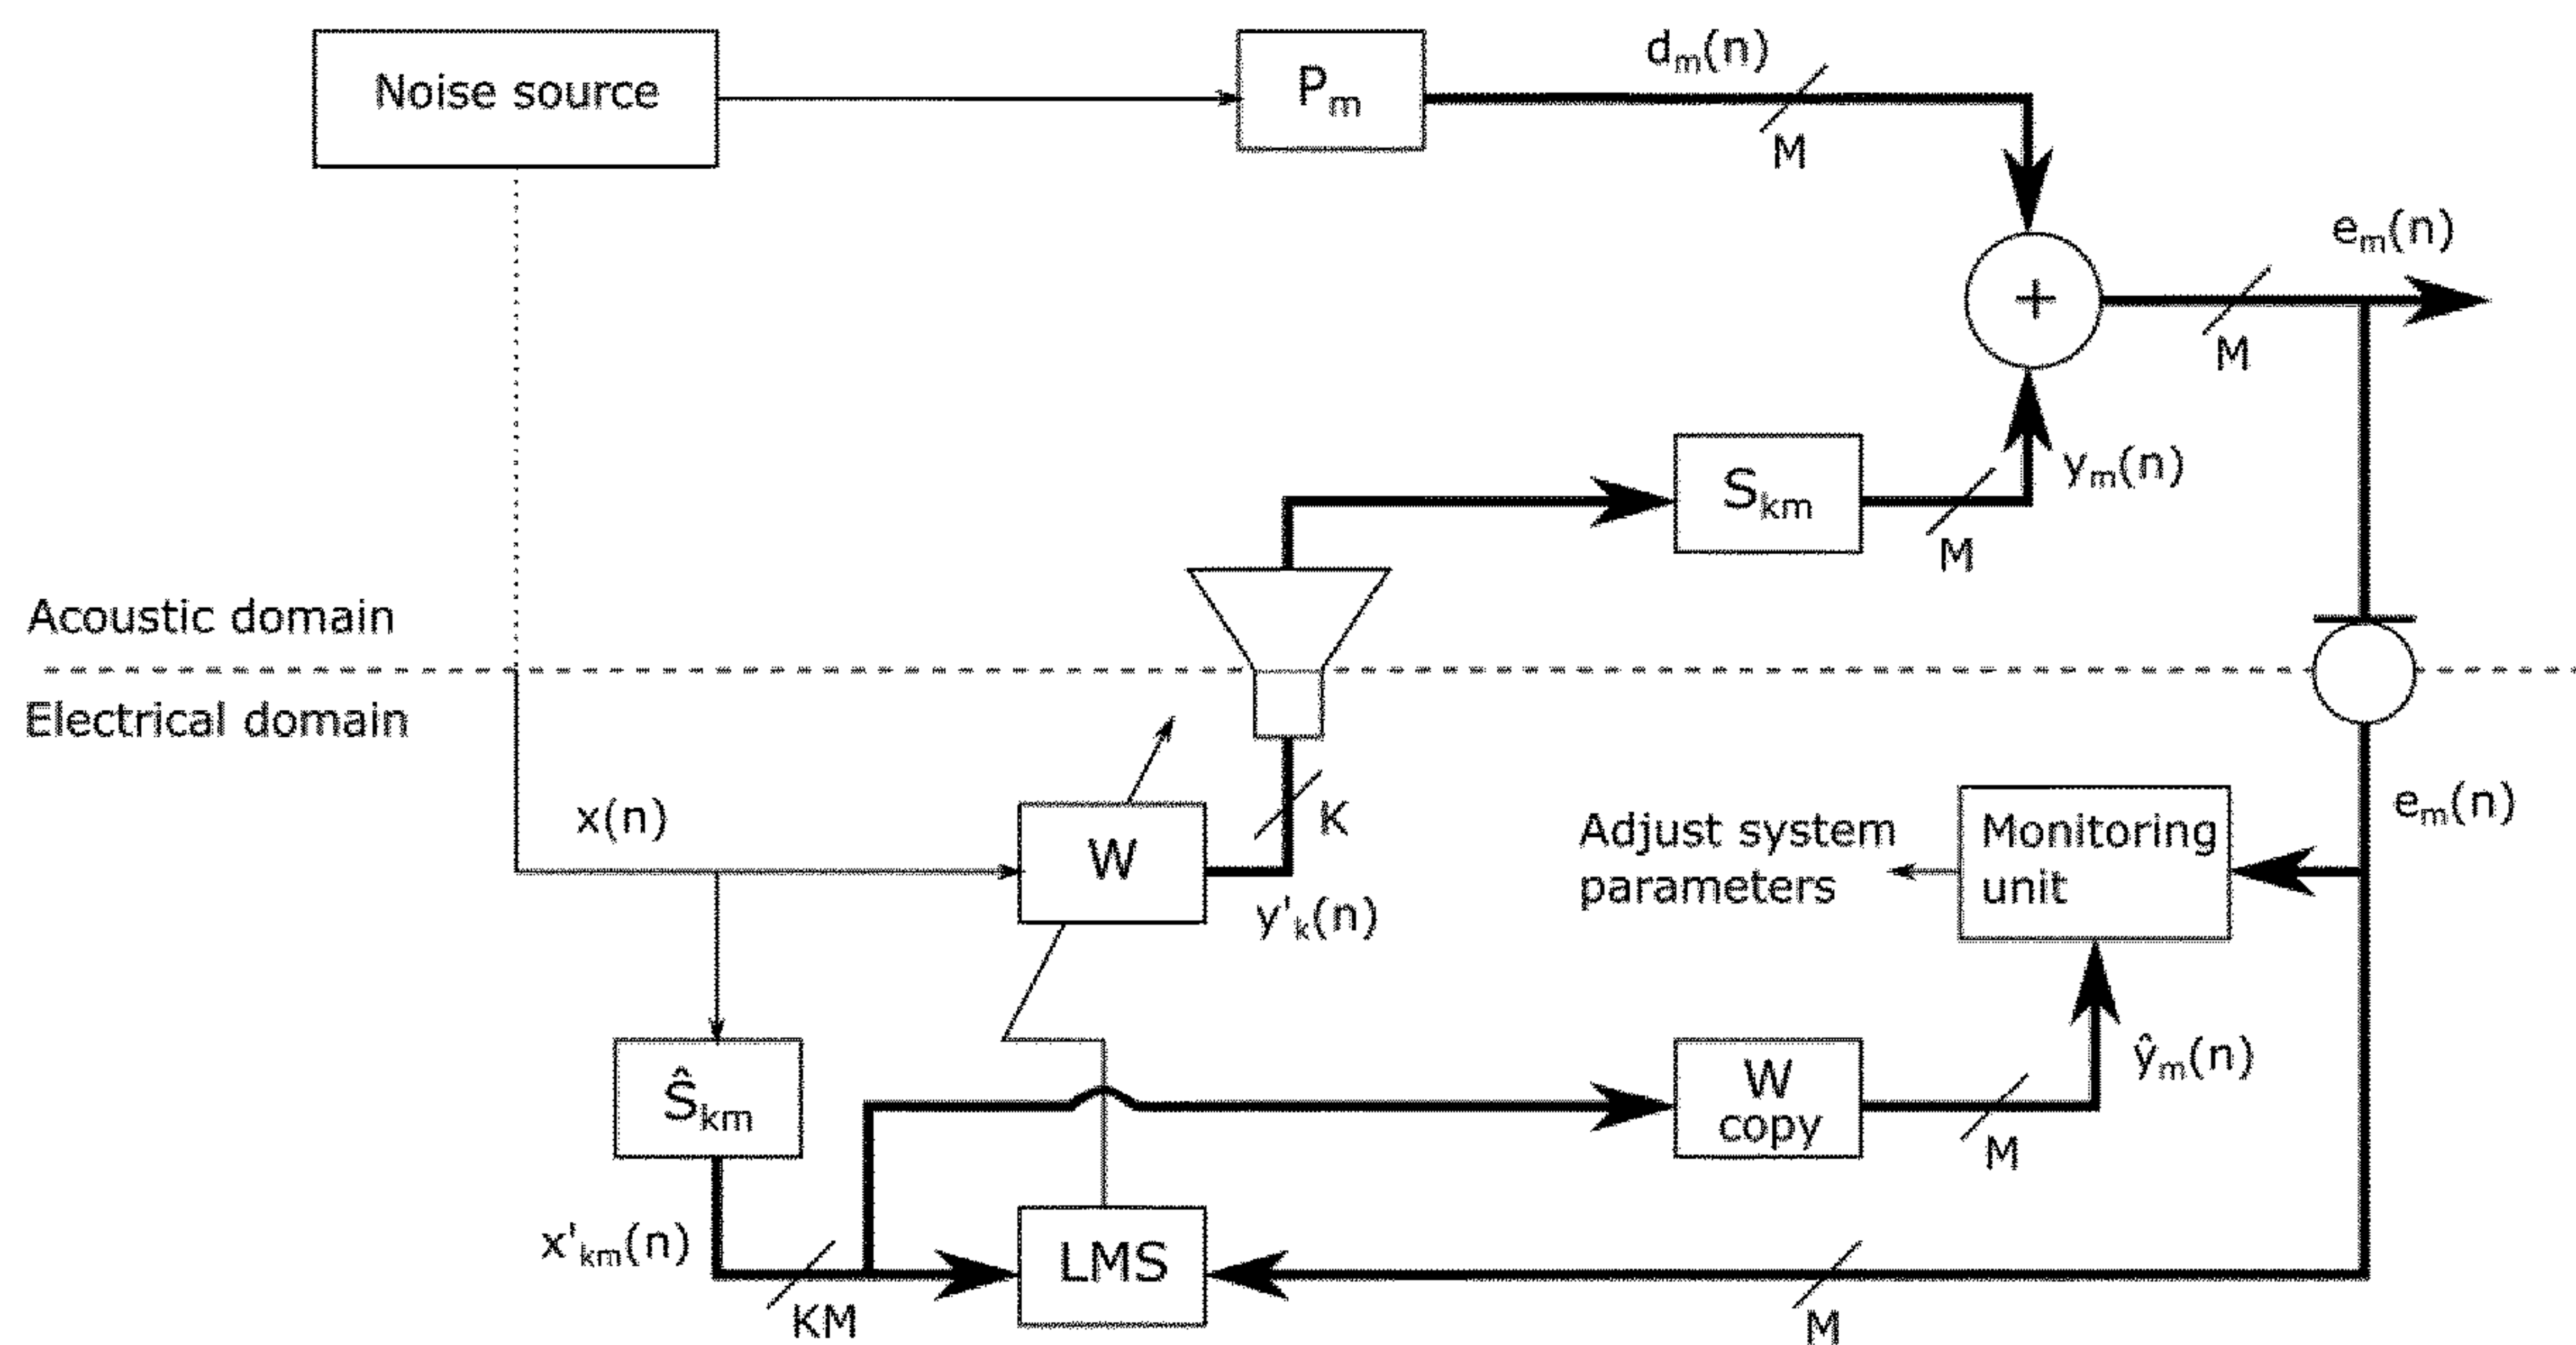 Noise source
Pₘ
dₘ(n)
M
+
eₘ(n)
M
Sₖₘ
yₘ(n)
M
Acoustic domain
Electrical domain
x(n)
W
K
y'ₖ(n)
Adjust system
parameters
Monitoring
unit
eₘ(n)
Ŝₖₘ
W
copy
ŷₘ(n)
M
x'ₖₘ(n)
KM
LMS
M